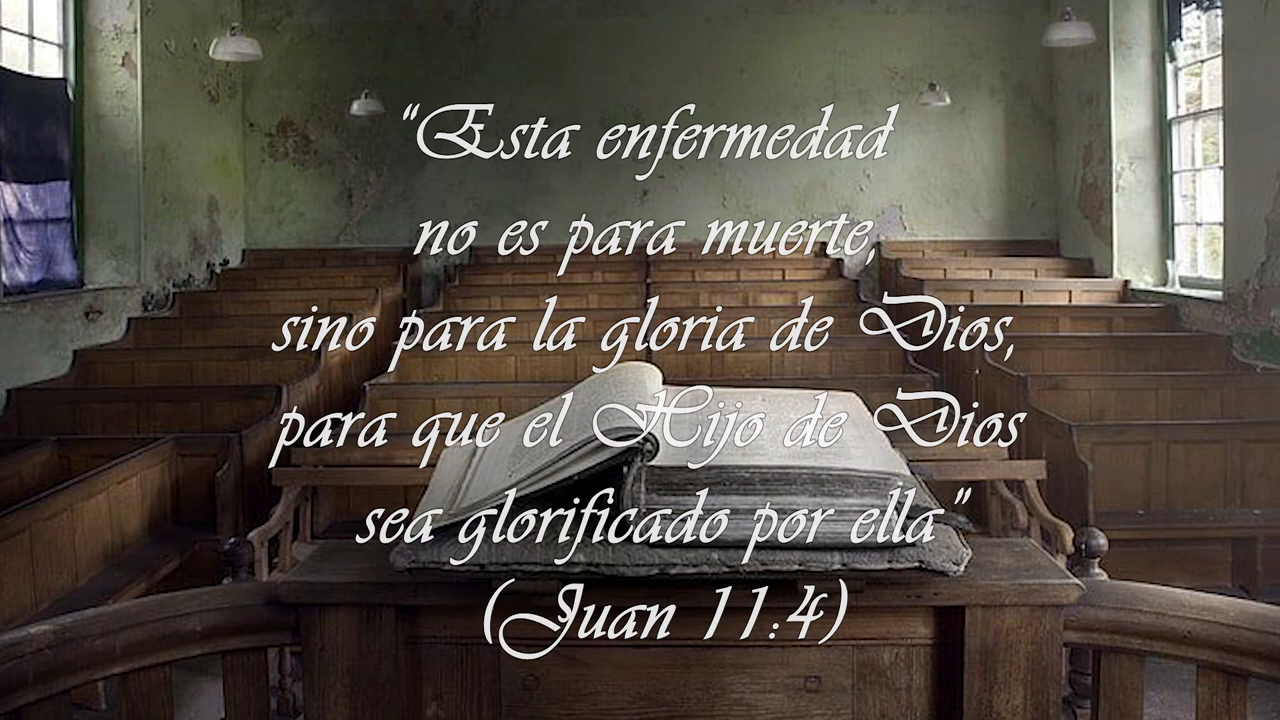 “Esta enfermedad
no es para muerte,
sino para la gloria de Dios,
para que el Hijo de Dios
sea glorificado por ella”
(Juan 11:4)